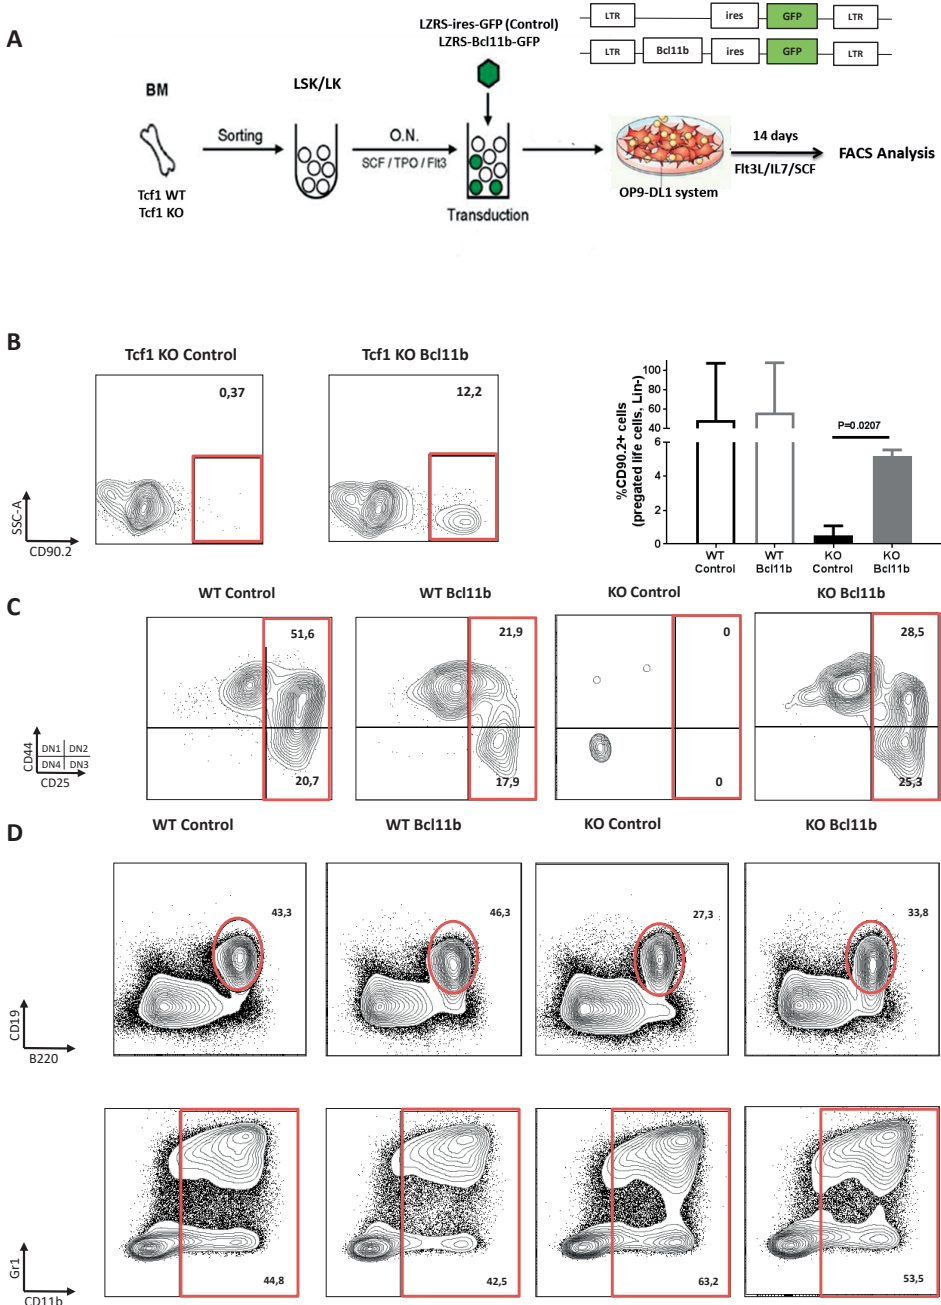 A
LZRS-ires-GFP (Control)
LZRS-Bcl11b-GFP
LTR ires GFP LTR
LTR Bcl11b ires GFP LTR
BM
LSK/LK
Sorting
O.N.
SCF / TPO / Flt3
14 days
Flt3L/IL7/SCF
FACS Analysis
Tcf1 WT
Tcf1 KO
Transduction
OP9-DL1 system
B
Tcf1 KO Control
Tcf1 KO Bcl11b
0,37
12,2
SSC-A
CD90.2
%CD90.2+ cells
(pregated life cells, Lin-)
100
80
60
40
6
4
2
0
P=0.0207
WT Control
WT Bcl11b
KO Control
KO Bcl11b
C
WT Control
WT Bcl11b
KO Control
KO Bcl11b
51,6
21,9
0
28,5
20,7
17,9
0
25,3
CD44
DN1 DN2
DN4 DN3
CD25
D
WT Control
WT Bcl11b
KO Control
KO Bcl11b
43,3
46,3
27,3
33,8
CD19
B220
44,8
42,5
63,2
53,5
Gr1
CD11b